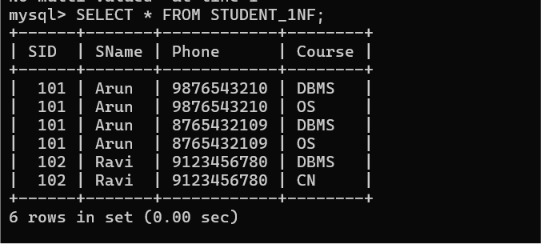 mysql> SELECT * FROM STUDENT_1NF;
+------+-------+------------+--------+
| SID  | SName | Phone      | Course |
+------+-------+------------+--------+
|  101 | Arun  | 9876543210 | DBMS   |
|  101 | Arun  | 9876543210 | OS     |
|  101 | Arun  | 8765432109 | DBMS   |
|  101 | Arun  | 8765432109 | OS     |
|  102 | Ravi  | 9123456780 | DBMS   |
|  102 | Ravi  | 9123456780 | CN     |
+------+-------+------------+--------+
6 rows in set (0.00 sec)